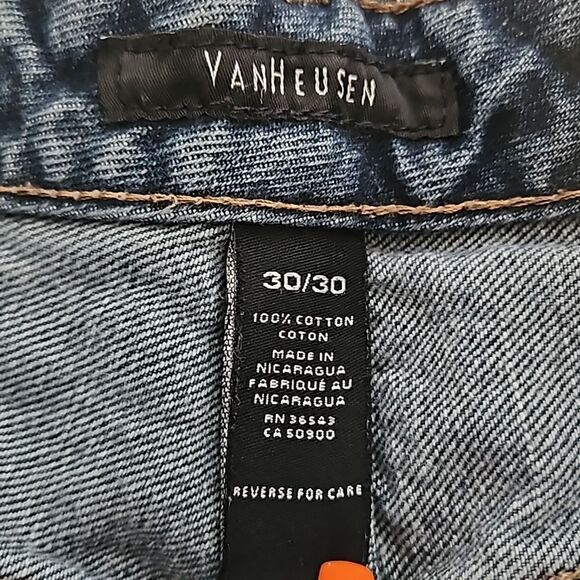 VANHEUSEN
30/30
100% COTTON
COTON
MADE IN
NICARAGUA
FABRIQUÉ AU
NICARAGUA
RN 36543
CA 50900
REVERSE FOR CARE